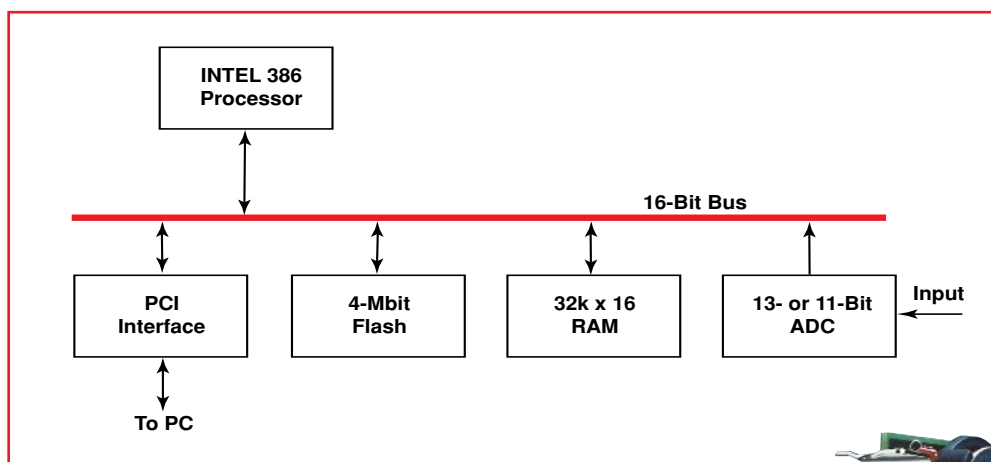 INTEL 386
Processor
16-Bit Bus
PCI
Interface
4-Mbit
Flash
32k x 16
RAM
13- or 11-Bit
ADC
Input
To PC